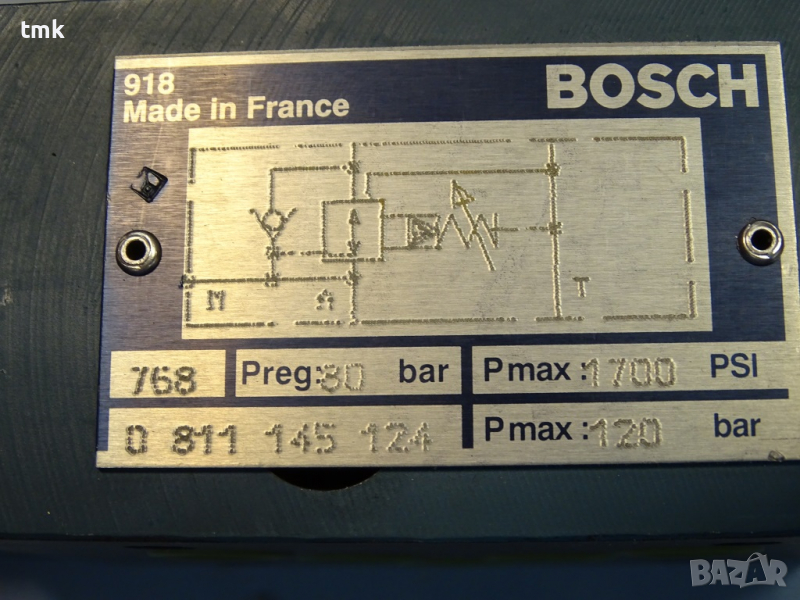 tmk
918
BOSCH
Made in France
M A T
768 Preg: 80 bar Pmax: 1700 PSI
0 811 145 124 Pmax: 120 bar
BAZAR